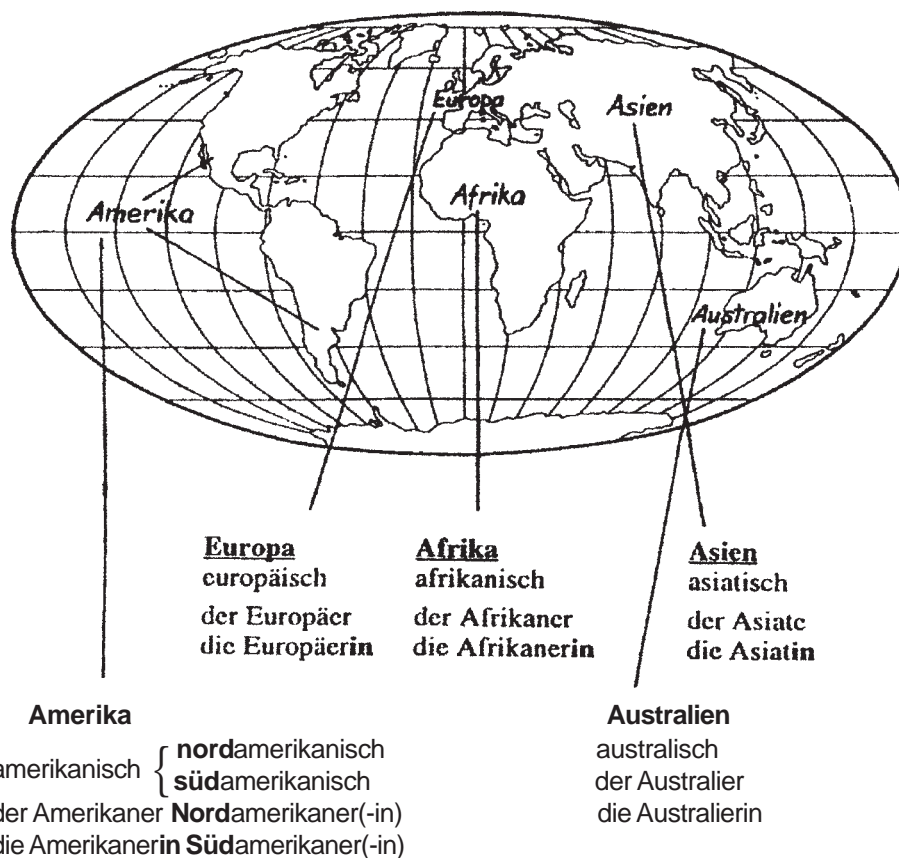 Europa
Asien
Afrika
Amerika
Australien
Europa
europäisch
der Europäer
die Europäerin
Afrika
afrikanisch
der Afrikaner
die Afrikanerin
Asien
asiatisch
der Asiate
die Asiatin
Amerika
amerikanisch { nordamerikanisch
südamerikanisch
der Amerikaner Nordamerikaner(-in)
die Amerikanerin Südamerikaner(-in)
Australien
australisch
der Australier
die Australierin